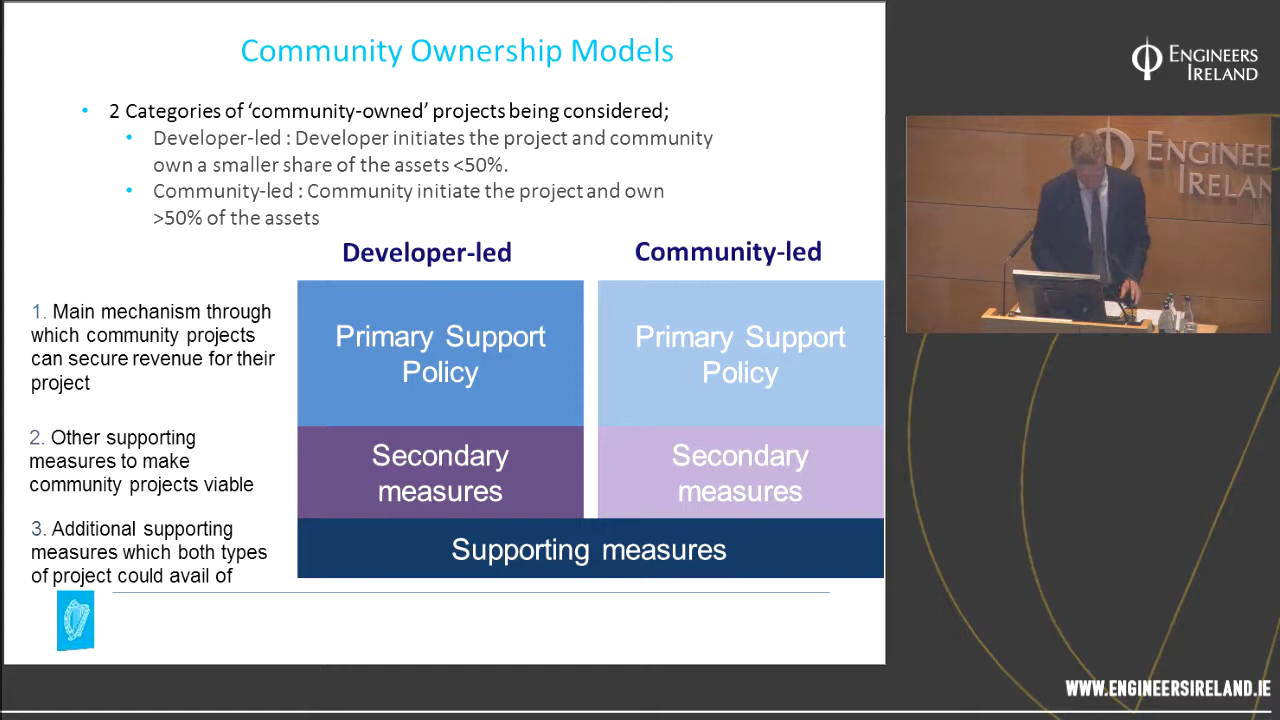 Community Ownership Models
• 2 Categories of ‘community-owned’ projects being considered;
• Developer-led : Developer initiates the project and community
own a smaller share of the assets <50%.
• Community-led : Community initiate the project and own
>50% of the assets
Developer-led
Community-led
1. Main mechanism through
which community projects
can secure revenue for their
project
Primary Support
Policy
Primary Support
Policy
2. Other supporting
measures to make
community projects viable
Secondary
measures
Secondary
measures
3. Additional supporting
measures which both types
of project could avail of
Supporting measures
ENGINEERS
IRELAND
ENGINEE
IRELAN
WWW.ENGINEERSIRELAND.IE